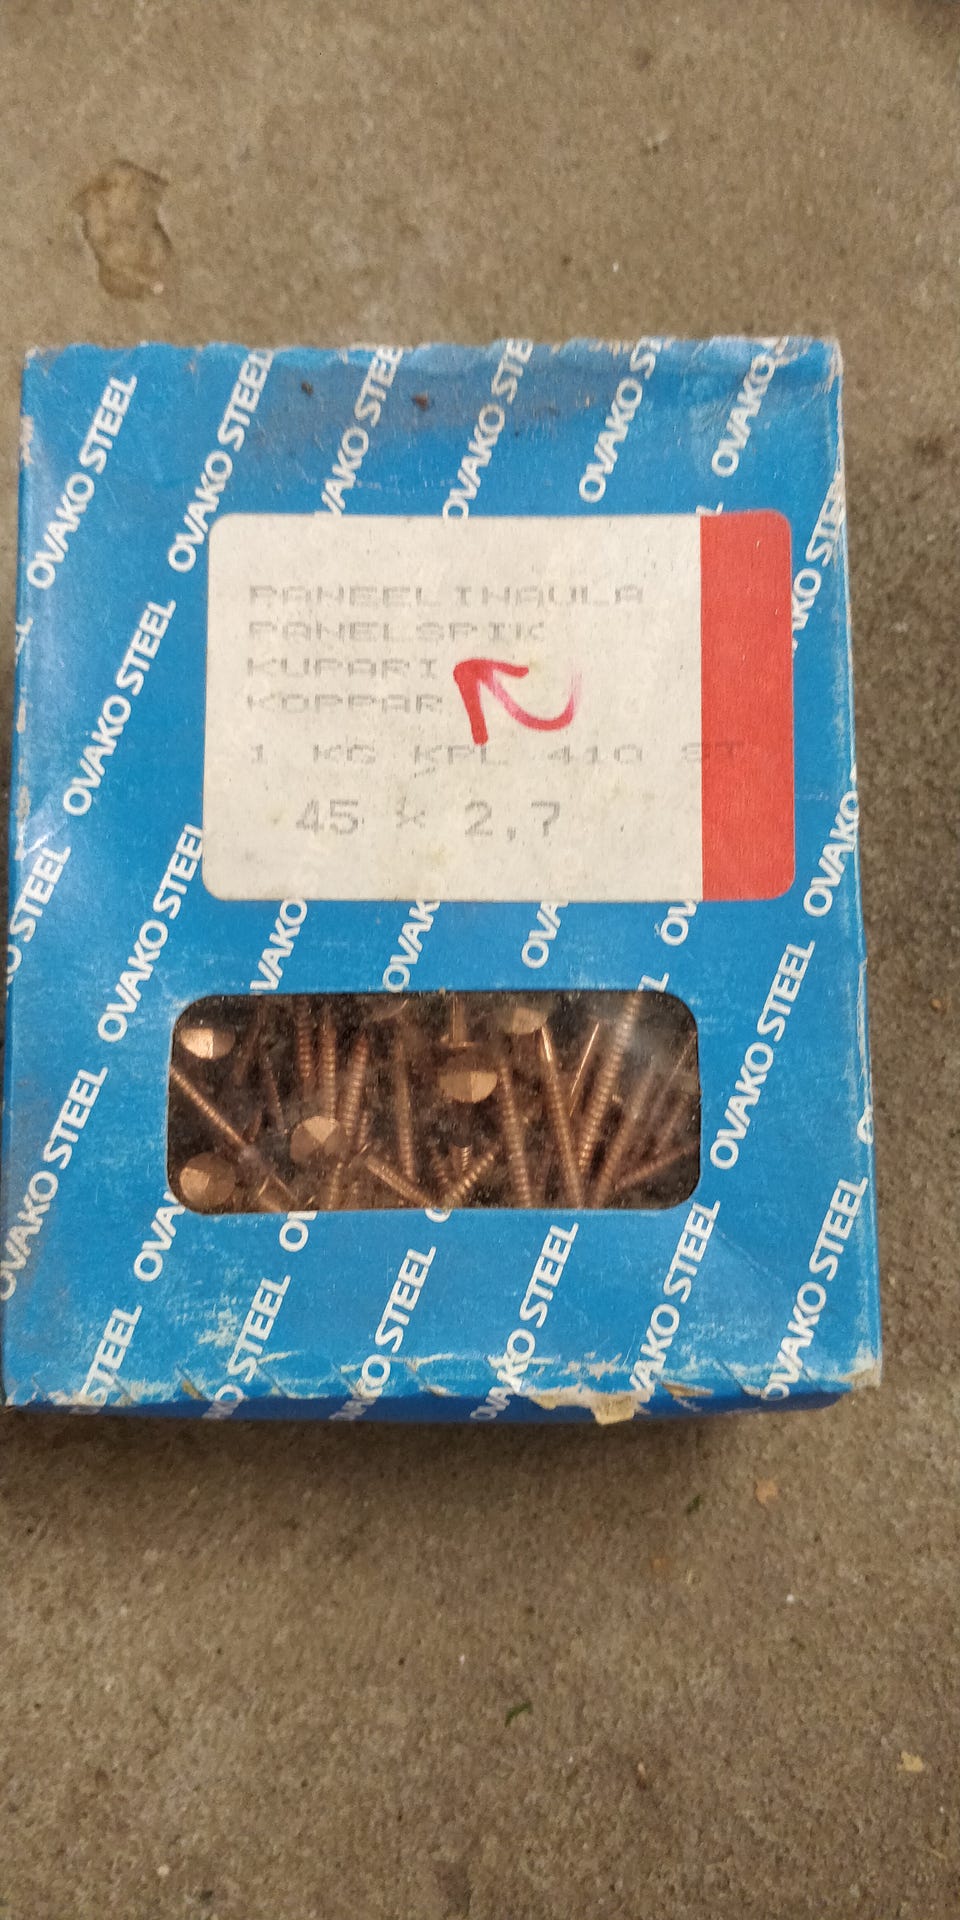 OVAKO STEEL
PANEELINAULA
PANELSPIK
KUPARI
KOPPAR
1 KG KPL 410 ST
45 x 2,7